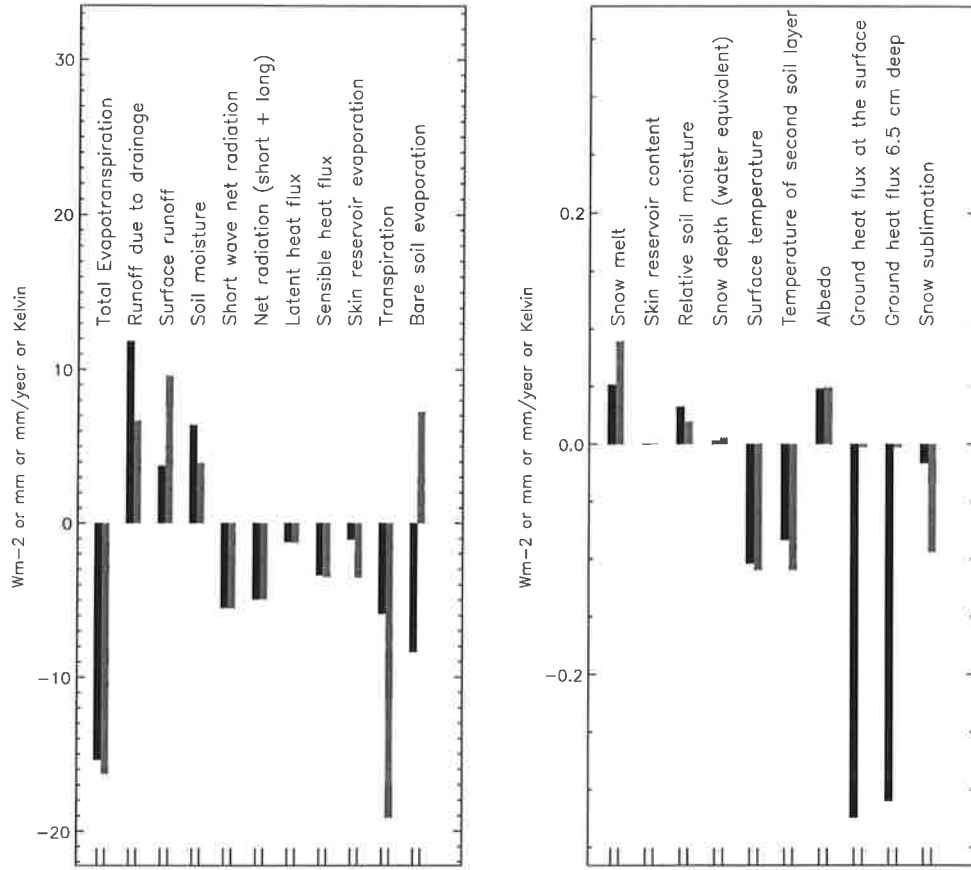 Wm-2 or mm or mm/year or Kelvin
30
20
10
0
-10
-20
Total Evapotranspiration
Runoff due to drainage
Surface runoff
Soil moisture
Short wave net radiation
Net radiation (short + long)
Latent heat flux
Sensible heat flux
Skin reservoir evaporation
Transpiration
Bare soil evaporation
Wm-2 or mm or mm/year or Kelvin
0.2
0.0
-0.2
Snow melt
Skin reservoir content
Relative soil moisture
Snow depth (water equivalent)
Surface temperature
Temperature of second soil layer
Albedo
Ground heat flux at the surface
Ground heat flux 6.5 cm deep
Snow sublimation